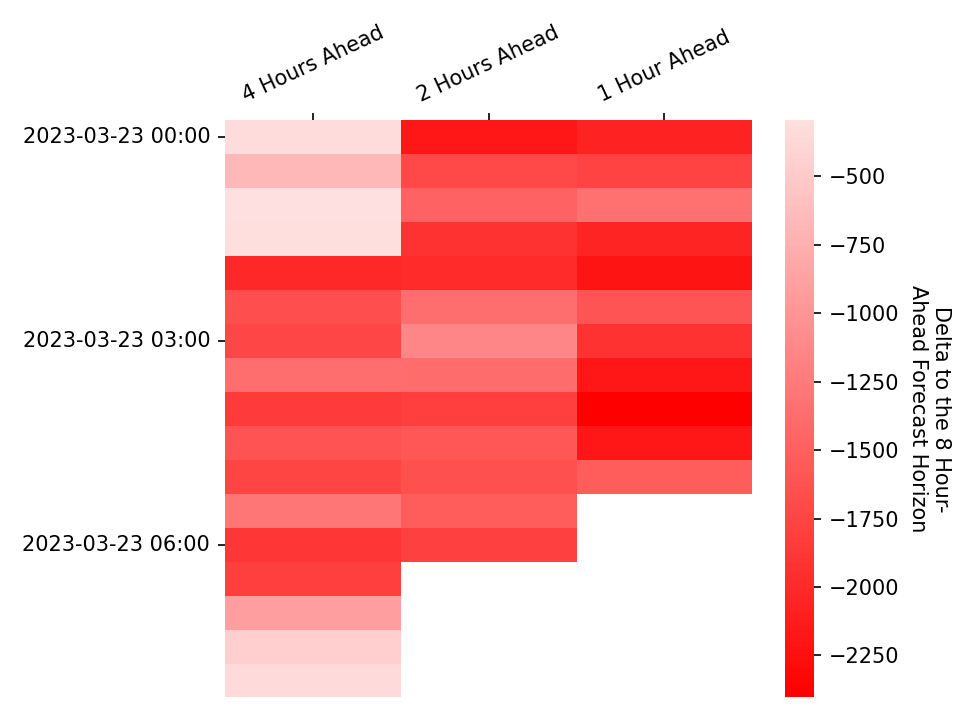 4 Hours Ahead
2 Hours Ahead
1 Hour Ahead
2023-03-23 00:00
2023-03-23 03:00
2023-03-23 06:00
−500
−750
−1000
−1250
−1500
−1750
−2000
−2250
Delta to the 8 Hour-
Ahead Forecast Horizon